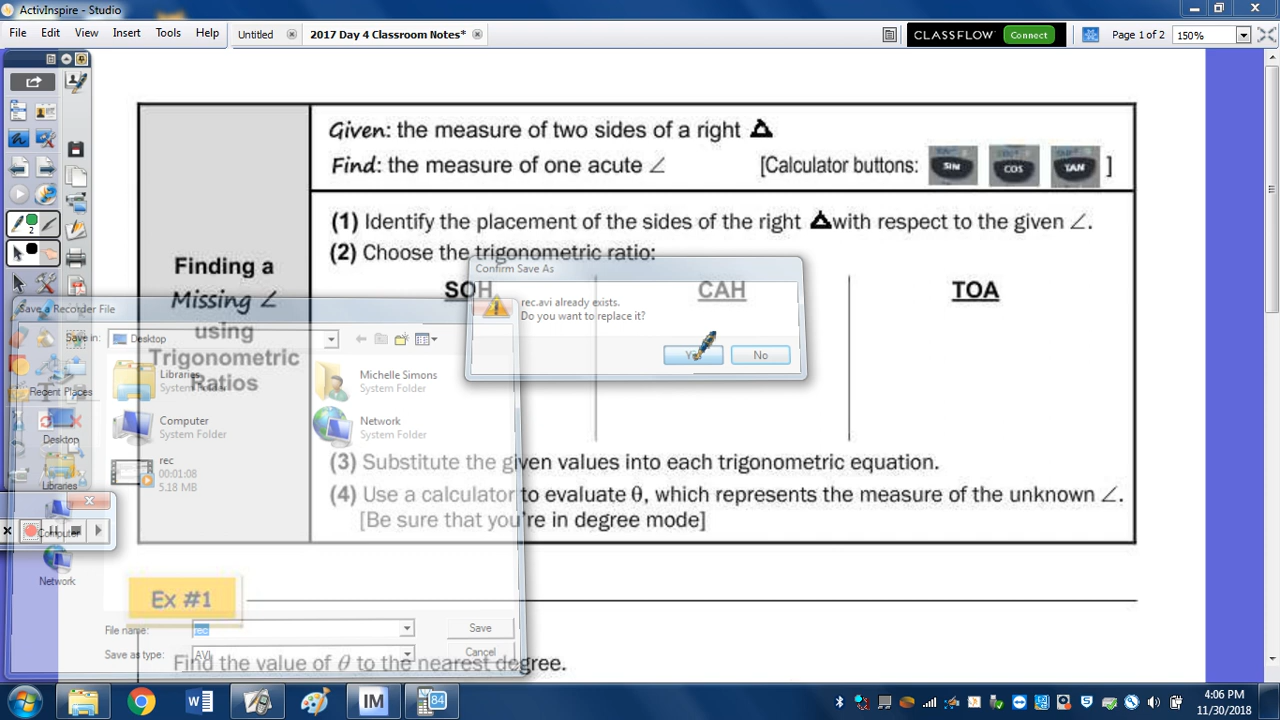 ActivInspire - Studio
File Edit View Insert Tools Help
Untitled
2017 Day 4 Classroom Notes*
CLASSFLOW Connect
Page 1 of 2
150%
Given: the measure of two sides of a right
Find: the measure of one acute ∠ [Calculator buttons: SIN COS TAN ]
(1) Identify the placement of the sides of the right with respect to the given ∠.
(2) Choose the trigonometric ratio:
SOH CAH TOA
Finding a
Missing ∠
using
Trigonometric
Ratios
Confirm Save As
rec.avi already exists.
Do you want to replace it?
No
Save a Recorder File
Save in: Desktop
Recent Places
Desktop
Libraries
Computer
Network
Libraries
System Folder
Michelle Simons
System Folder
Computer
System Folder
Network
System Folder
rec
00:01:08
5.18 MB
(3) Substitute the given values into each trigonometric equation.
(4) Use a calculator to evaluate θ, which represents the measure of the unknown ∠.
[Be sure that you're in degree mode]
Ex #1
File name: rec
Save
Save as type: AVI
Cancel
Find the value of θ to the nearest degree.
2
IM
84
4:06 PM
11/30/2018